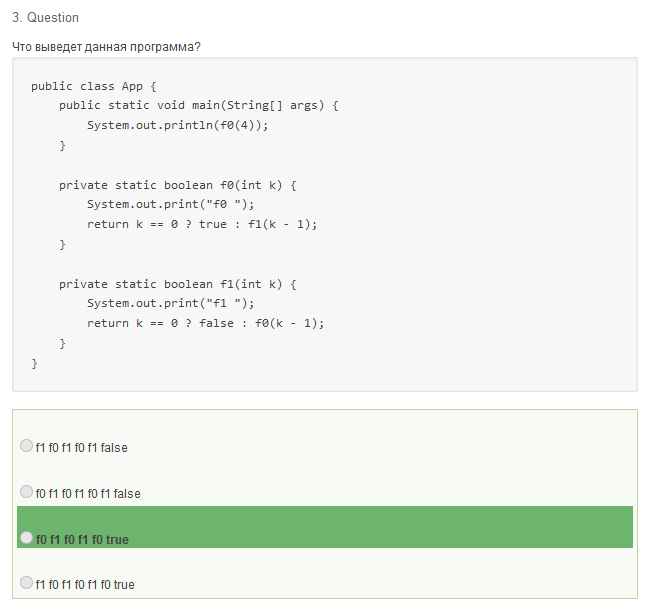 3. Question
Что выведет данная программа?
public class App {
    public static void main(String[] args) {
        System.out.println(f0(4));
    }

    private static boolean f0(int k) {
        System.out.print("f0 ");
        return k == 0 ? true : f1(k - 1);
    }

    private static boolean f1(int k) {
        System.out.print("f1 ");
        return k == 0 ? false : f0(k - 1);
    }
}
f1 f0 f1 f0 f1 false
f0 f1 f0 f1 f0 f1 false
f0 f1 f0 f1 f0 true
f1 f0 f1 f0 f1 f0 true